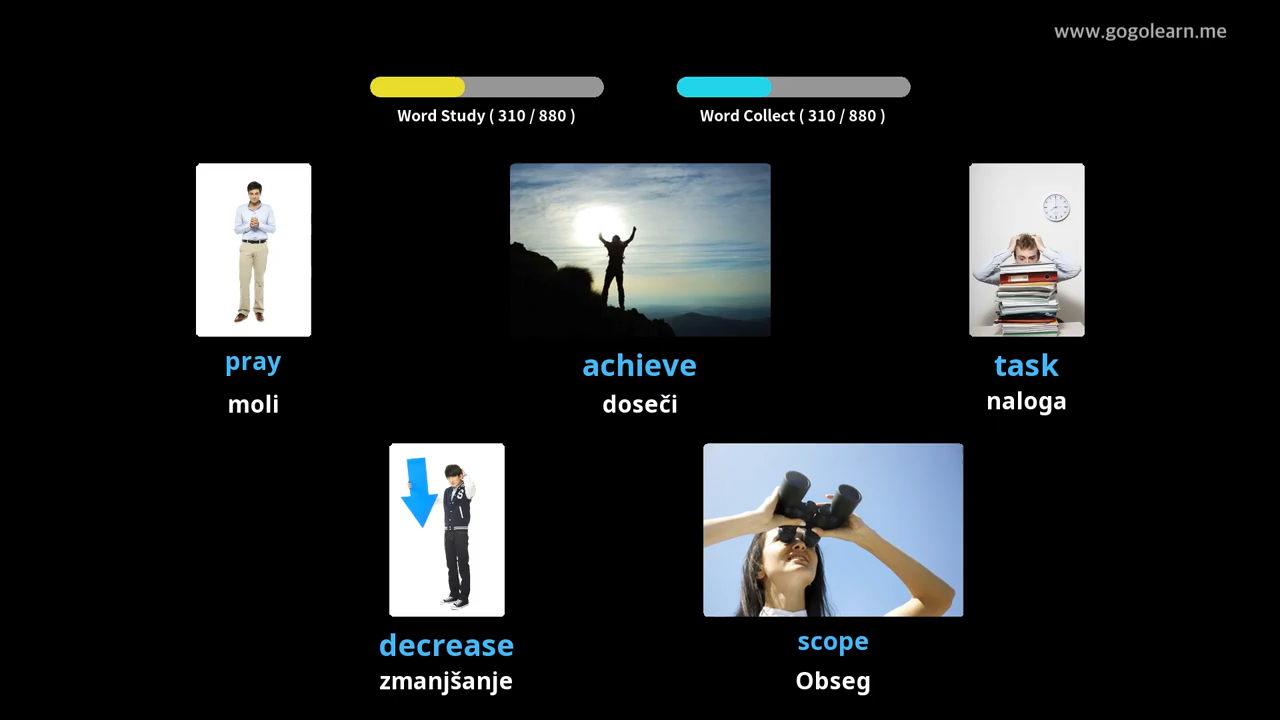 www.gogolearn.me
Word Study ( 310 / 880 )
Word Collect ( 310 / 880 )
pray
moli
achieve
doseči
task
naloga
decrease
zmanjšanje
scope
Obseg